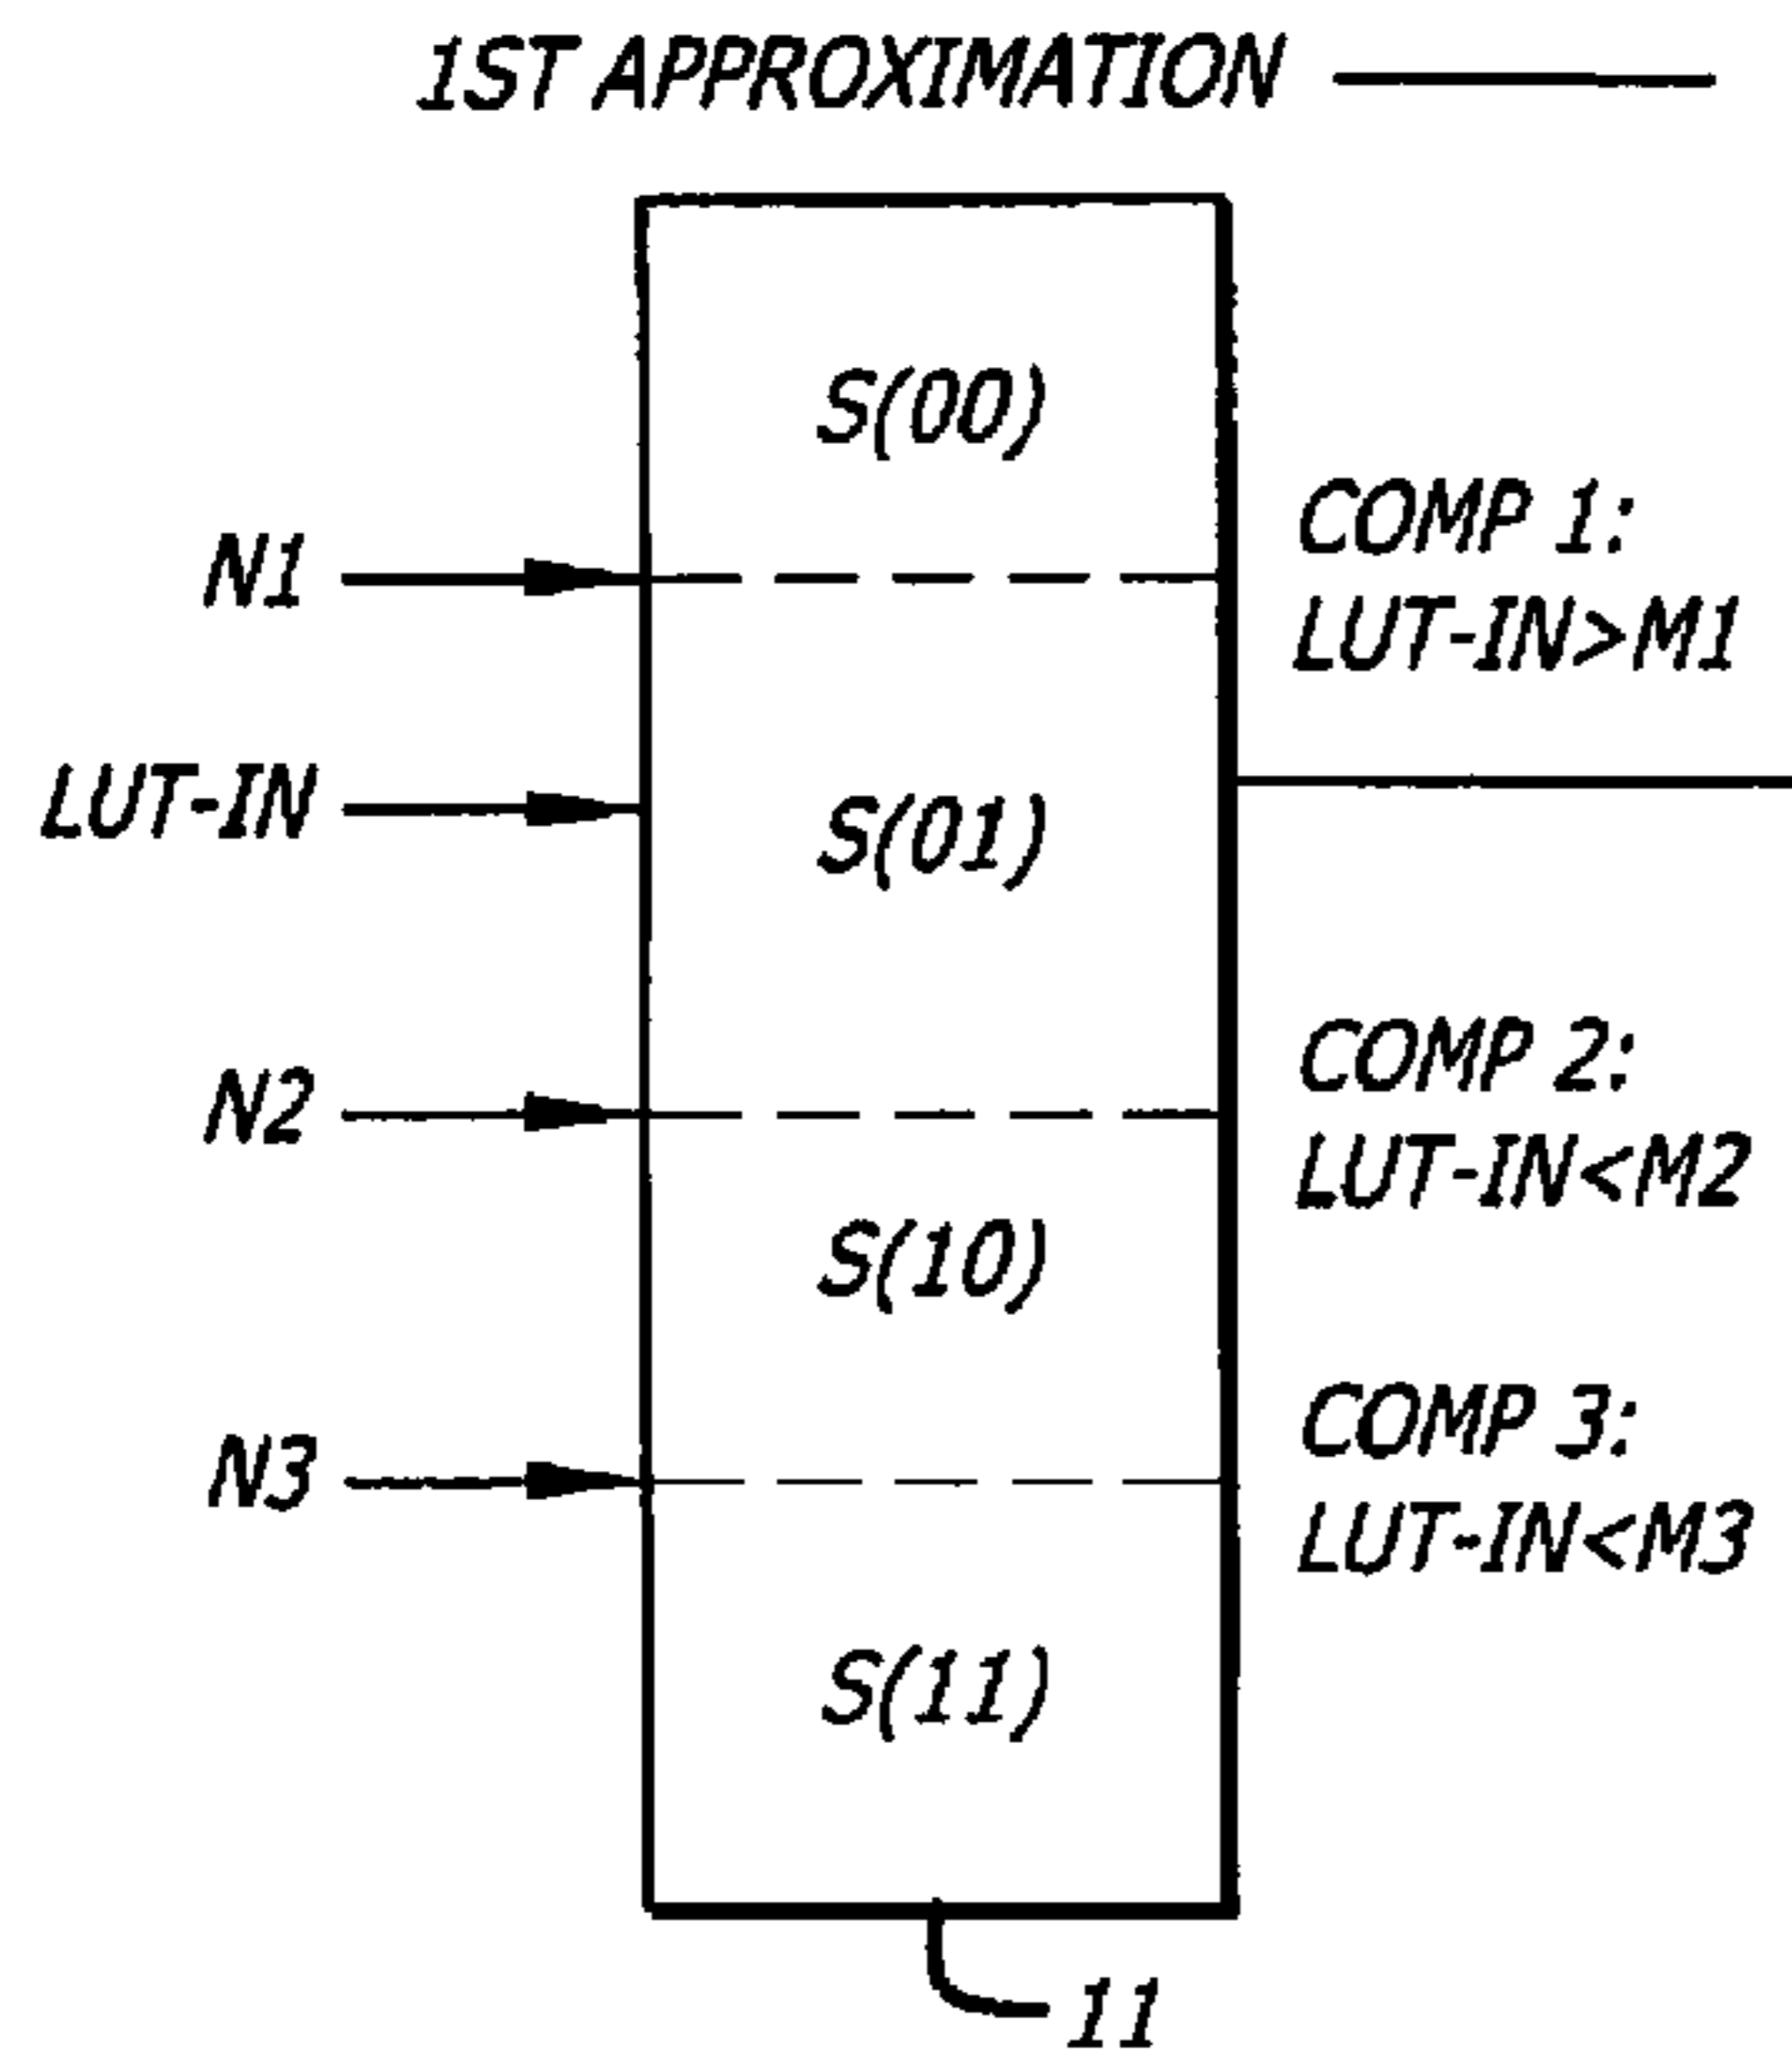 1ST APPROXIMATION
S(00)
N1
COMP 1:
LUT-IN>M1
LUT-IN
S(01)
N2
COMP 2:
LUT-IN<M2
S(10)
N3
COMP 3:
LUT-IN<M3
S(11)
11